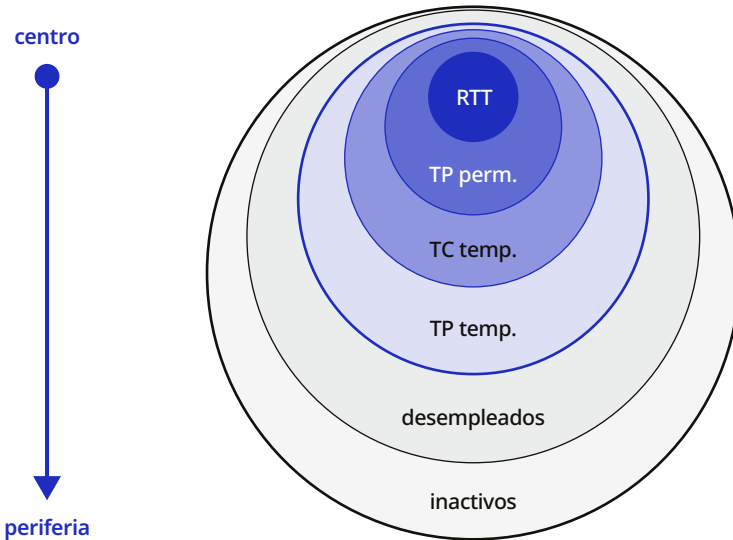 centro
RTT
TP perm.
TC temp.
TP temp.
desempleados
inactivos
periferia